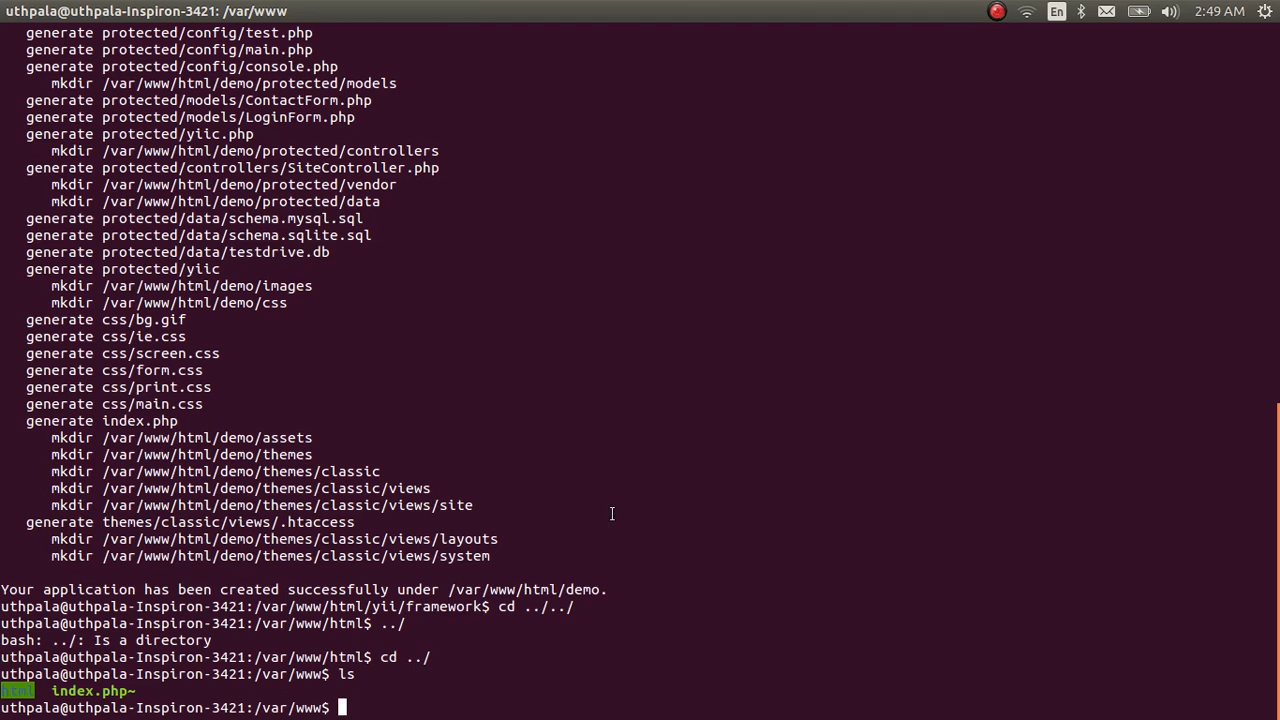 uthpala@uthpala-Inspiron-3421: /var/www
En
2:49 AM
generate protected/config/test.php
generate protected/config/main.php
generate protected/config/console.php
mkdir /var/www/html/demo/protected/models
generate protected/models/ContactForm.php
generate protected/models/LoginForm.php
generate protected/yiic.php
mkdir /var/www/html/demo/protected/controllers
generate protected/controllers/SiteController.php
mkdir /var/www/html/demo/protected/vendor
mkdir /var/www/html/demo/protected/data
generate protected/data/schema.mysql.sql
generate protected/data/schema.sqlite.sql
generate protected/data/testdrive.db
generate protected/yiic
mkdir /var/www/html/demo/images
mkdir /var/www/html/demo/css
generate css/bg.gif
generate css/ie.css
generate css/screen.css
generate css/form.css
generate css/print.css
generate css/main.css
generate index.php
mkdir /var/www/html/demo/assets
mkdir /var/www/html/demo/themes
mkdir /var/www/html/demo/themes/classic
mkdir /var/www/html/demo/themes/classic/views
mkdir /var/www/html/demo/themes/classic/views/site
generate themes/classic/views/.htaccess
mkdir /var/www/html/demo/themes/classic/views/layouts
mkdir /var/www/html/demo/themes/classic/views/system
Your application has been created successfully under /var/www/html/demo.
uthpala@uthpala-Inspiron-3421:/var/www/html/yii/framework$ cd ../../
uthpala@uthpala-Inspiron-3421:/var/www/html$ ../
bash: ../: Is a directory
uthpala@uthpala-Inspiron-3421:/var/www/html$ cd ../
uthpala@uthpala-Inspiron-3421:/var/www$ ls
html index.php~
uthpala@uthpala-Inspiron-3421:/var/www$